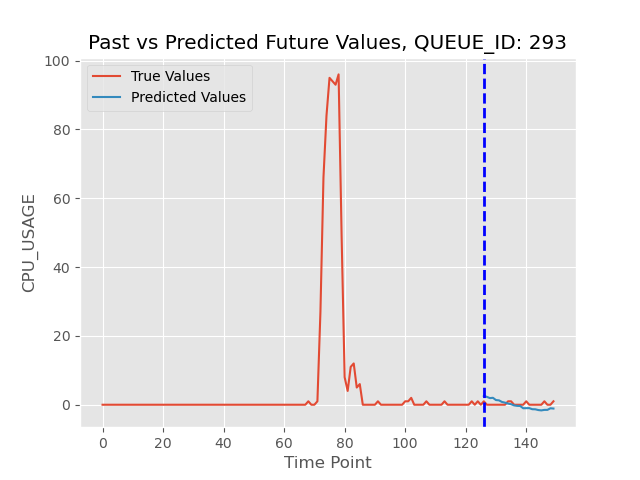 Past vs Predicted Future Values, QUEUE_ID: 293
True Values
Predicted Values
100
80
60
40
20
0
CPU_USAGE
0 20 40 60 80 100 120 140
Time Point